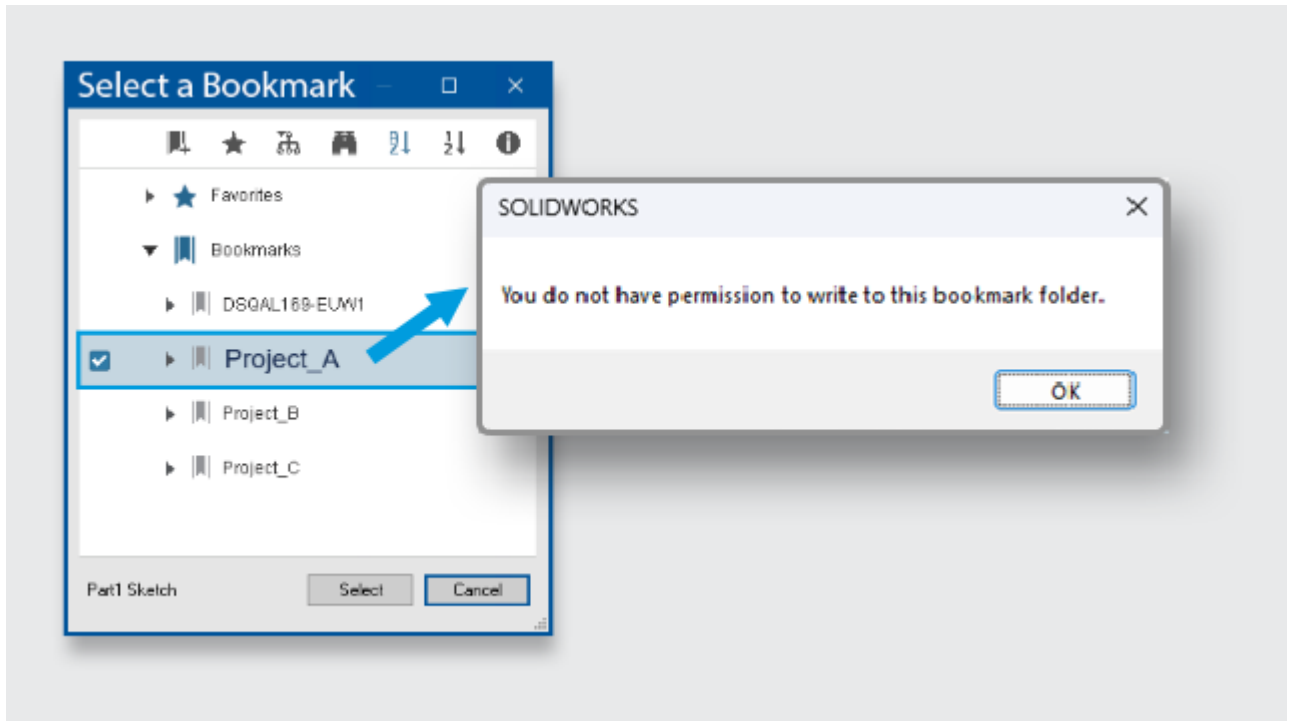 Select a Bookmark
Favorites
Bookmarks
DSQAL169-EUW1
Project_A
Project_B
Project_C
Part1 Sketch
Select
Cancel
SOLIDWORKS
You do not have permission to write to this bookmark folder.
OK